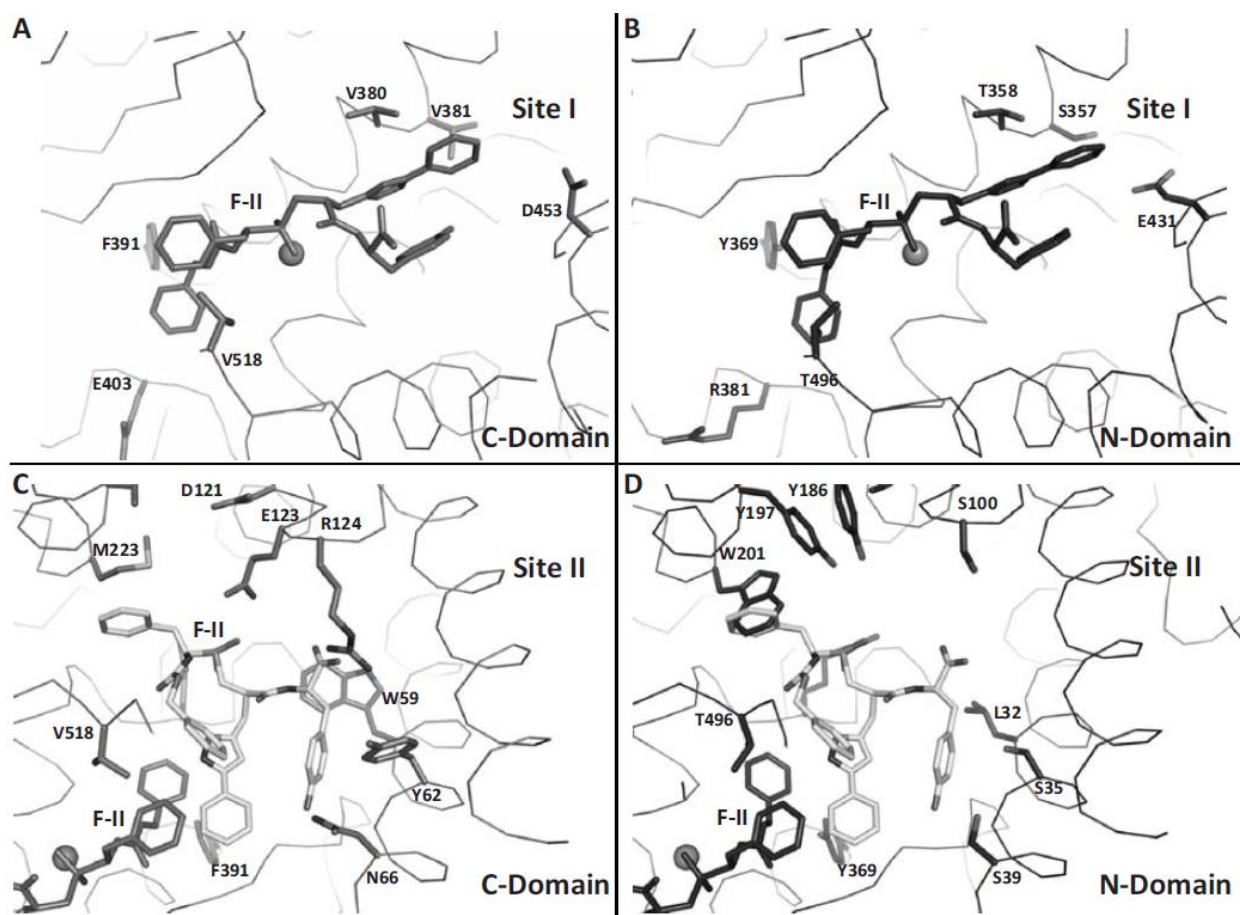 A
V380
V381
Site I
F-II
D453
F391
V518
E403
C-Domain
B
T358
S357
Site I
F-II
E431
Y369
T496
R381
N-Domain
C
D121
E123
R124
M223
Site II
F-II
W59
V518
Y62
F-II
F391
N66
C-Domain
D
Y186
Y197
S100
W201
Site II
T496
L32
S35
F-II
Y369
S39
N-Domain